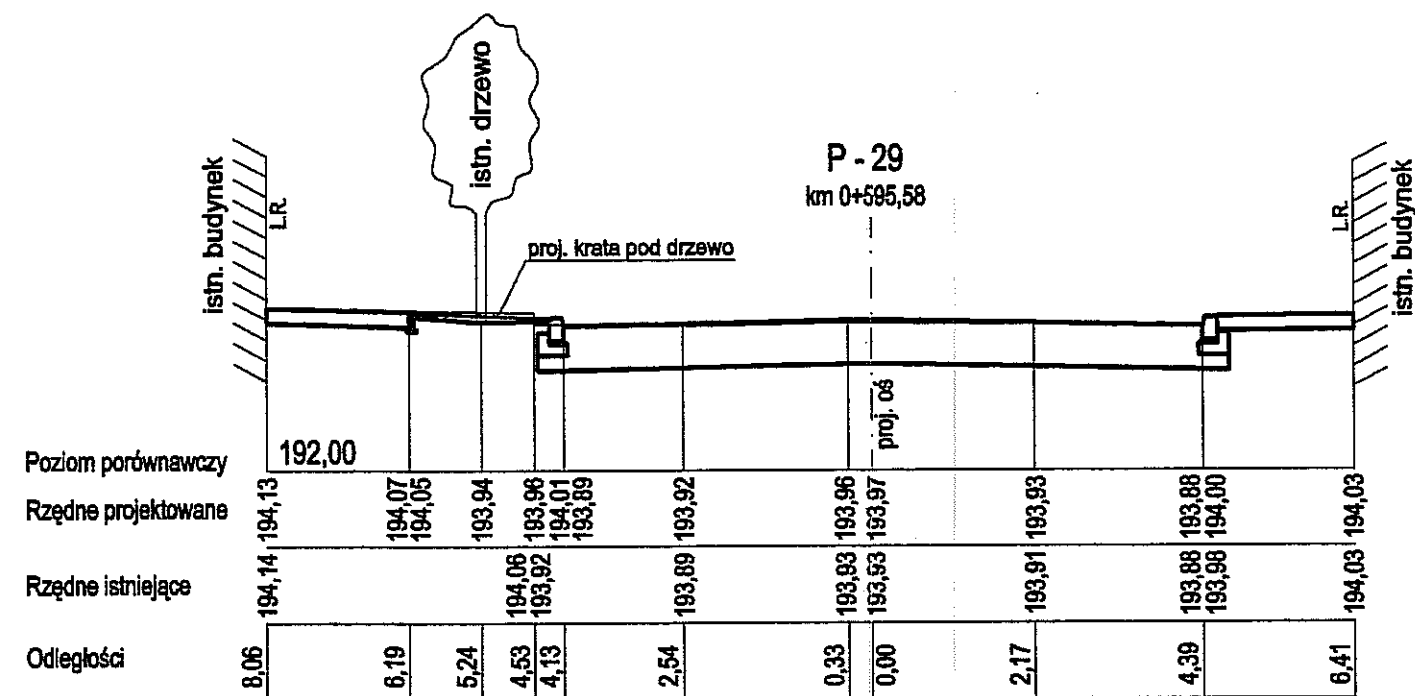 istn. drzewo
istn. budynek
L.R.
P - 29
km 0+595,58
L.R.
istn. budynek
proj. krata pod drzewo
proj. oś
Poziom porównawczy 192,00
Rzędne projektowane 194,13 194,07 194,05 193,94 193,96 194,01 193,89 193,92 193,96 193,97 193,93 193,88 194,00 194,03
Rzędne istniejące 194,14 194,06 193,92 193,89 193,93 193,93 193,91 193,88 193,98 194,03
Odległości 8,06 6,19 5,24 4,53 4,13 2,54 0,33 0,00 2,17 4,39 6,41